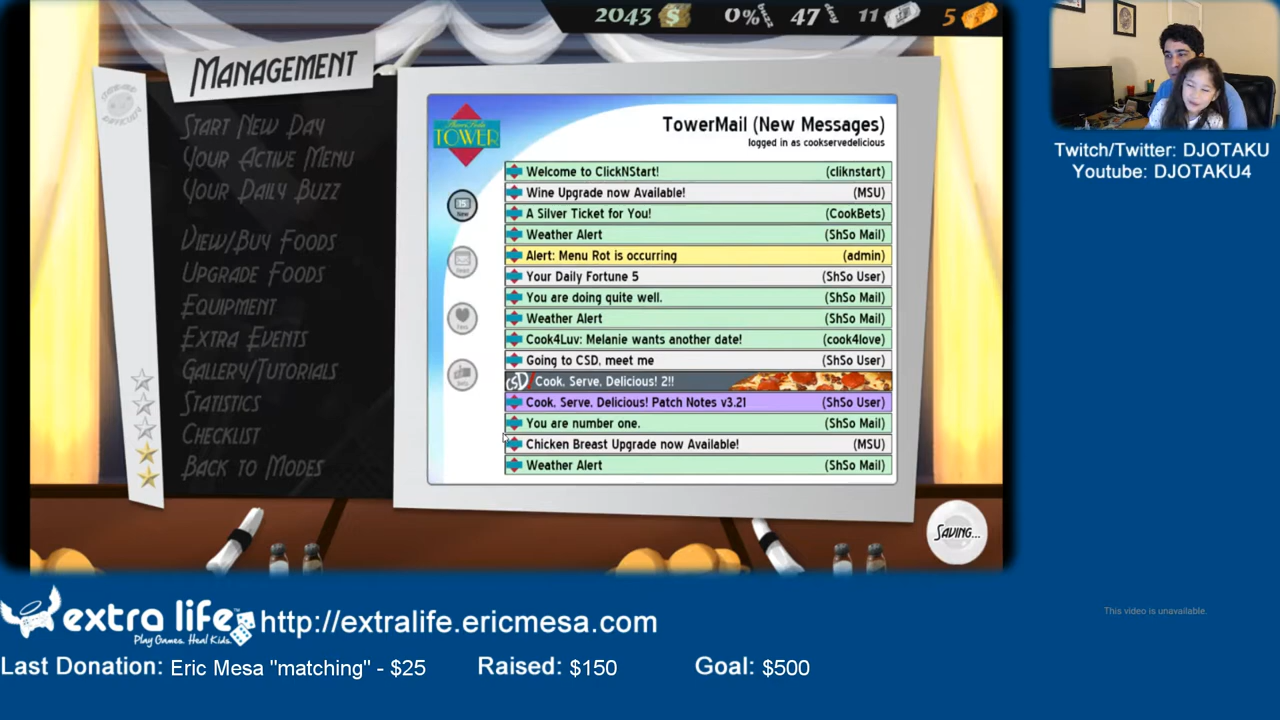 2043 $ 0% buzz 47 day 11 5
MANAGEMENT
START NEW DAY
YOUR ACTIVE MENU
YOUR DAILY BUZZ
VIEW/BUY FOODS
UPGRADE FOODS
EQUIPMENT
EXTRA EVENTS
GALLERY/TUTORIALS
STATISTICS
CHECKLIST
BACK TO MODES
TOWER
TowerMail (New Messages)
logged in as cookservedelicious
Welcome to ClickNStart! (cliknstart)
Wine Upgrade now Available! (MSU)
A Silver Ticket for You! (CookBets)
Weather Alert (ShSo Mail)
Alert: Menu Rot is occurring (admin)
Your Daily Fortune 5 (ShSo User)
You are doing quite well. (ShSo Mail)
Weather Alert (ShSo Mail)
Cook4Luv: Melanie wants another date! (cook4love)
Going to CSD, meet me (ShSo User)
CSD Cook, Serve, Delicious! 2!!
Cook, Serve, Delicious! Patch Notes v3.21 (ShSo User)
You are number one. (ShSo Mail)
Chicken Breast Upgrade now Available! (MSU)
Weather Alert (ShSo Mail)
SAVING...
Twitch/Twitter: DJOTAKU
Youtube: DJOTAKU4
This video is unavailable.
extra life http://extralife.ericmesa.com
Play Games. Heal Kids.
Last Donation: Eric Mesa "matching" - $25 Raised: $150 Goal: $500